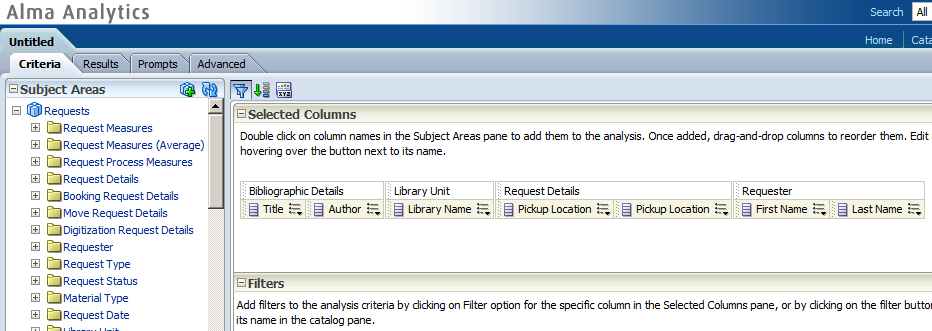 Alma Analytics
Search All
Untitled
Home Cata
Criteria Results Prompts Advanced
Subject Areas
Requests
Request Measures
Request Measures (Average)
Request Process Measures
Request Details
Booking Request Details
Move Request Details
Digitization Request Details
Requester
Request Type
Request Status
Material Type
Request Date
Library Unit
Selected Columns
Double click on column names in the Subject Areas pane to add them to the analysis. Once added, drag-and-drop columns to reorder them. Edit a
hovering over the button next to its name.
Bibliographic Details Library Unit Request Details Requester
Title Author Library Name Pickup Location Pickup Location First Name Last Name
Filters
Add filters to the analysis criteria by clicking on Filter option for the specific column in the Selected Columns pane, or by clicking on the filter button
its name in the catalog pane.